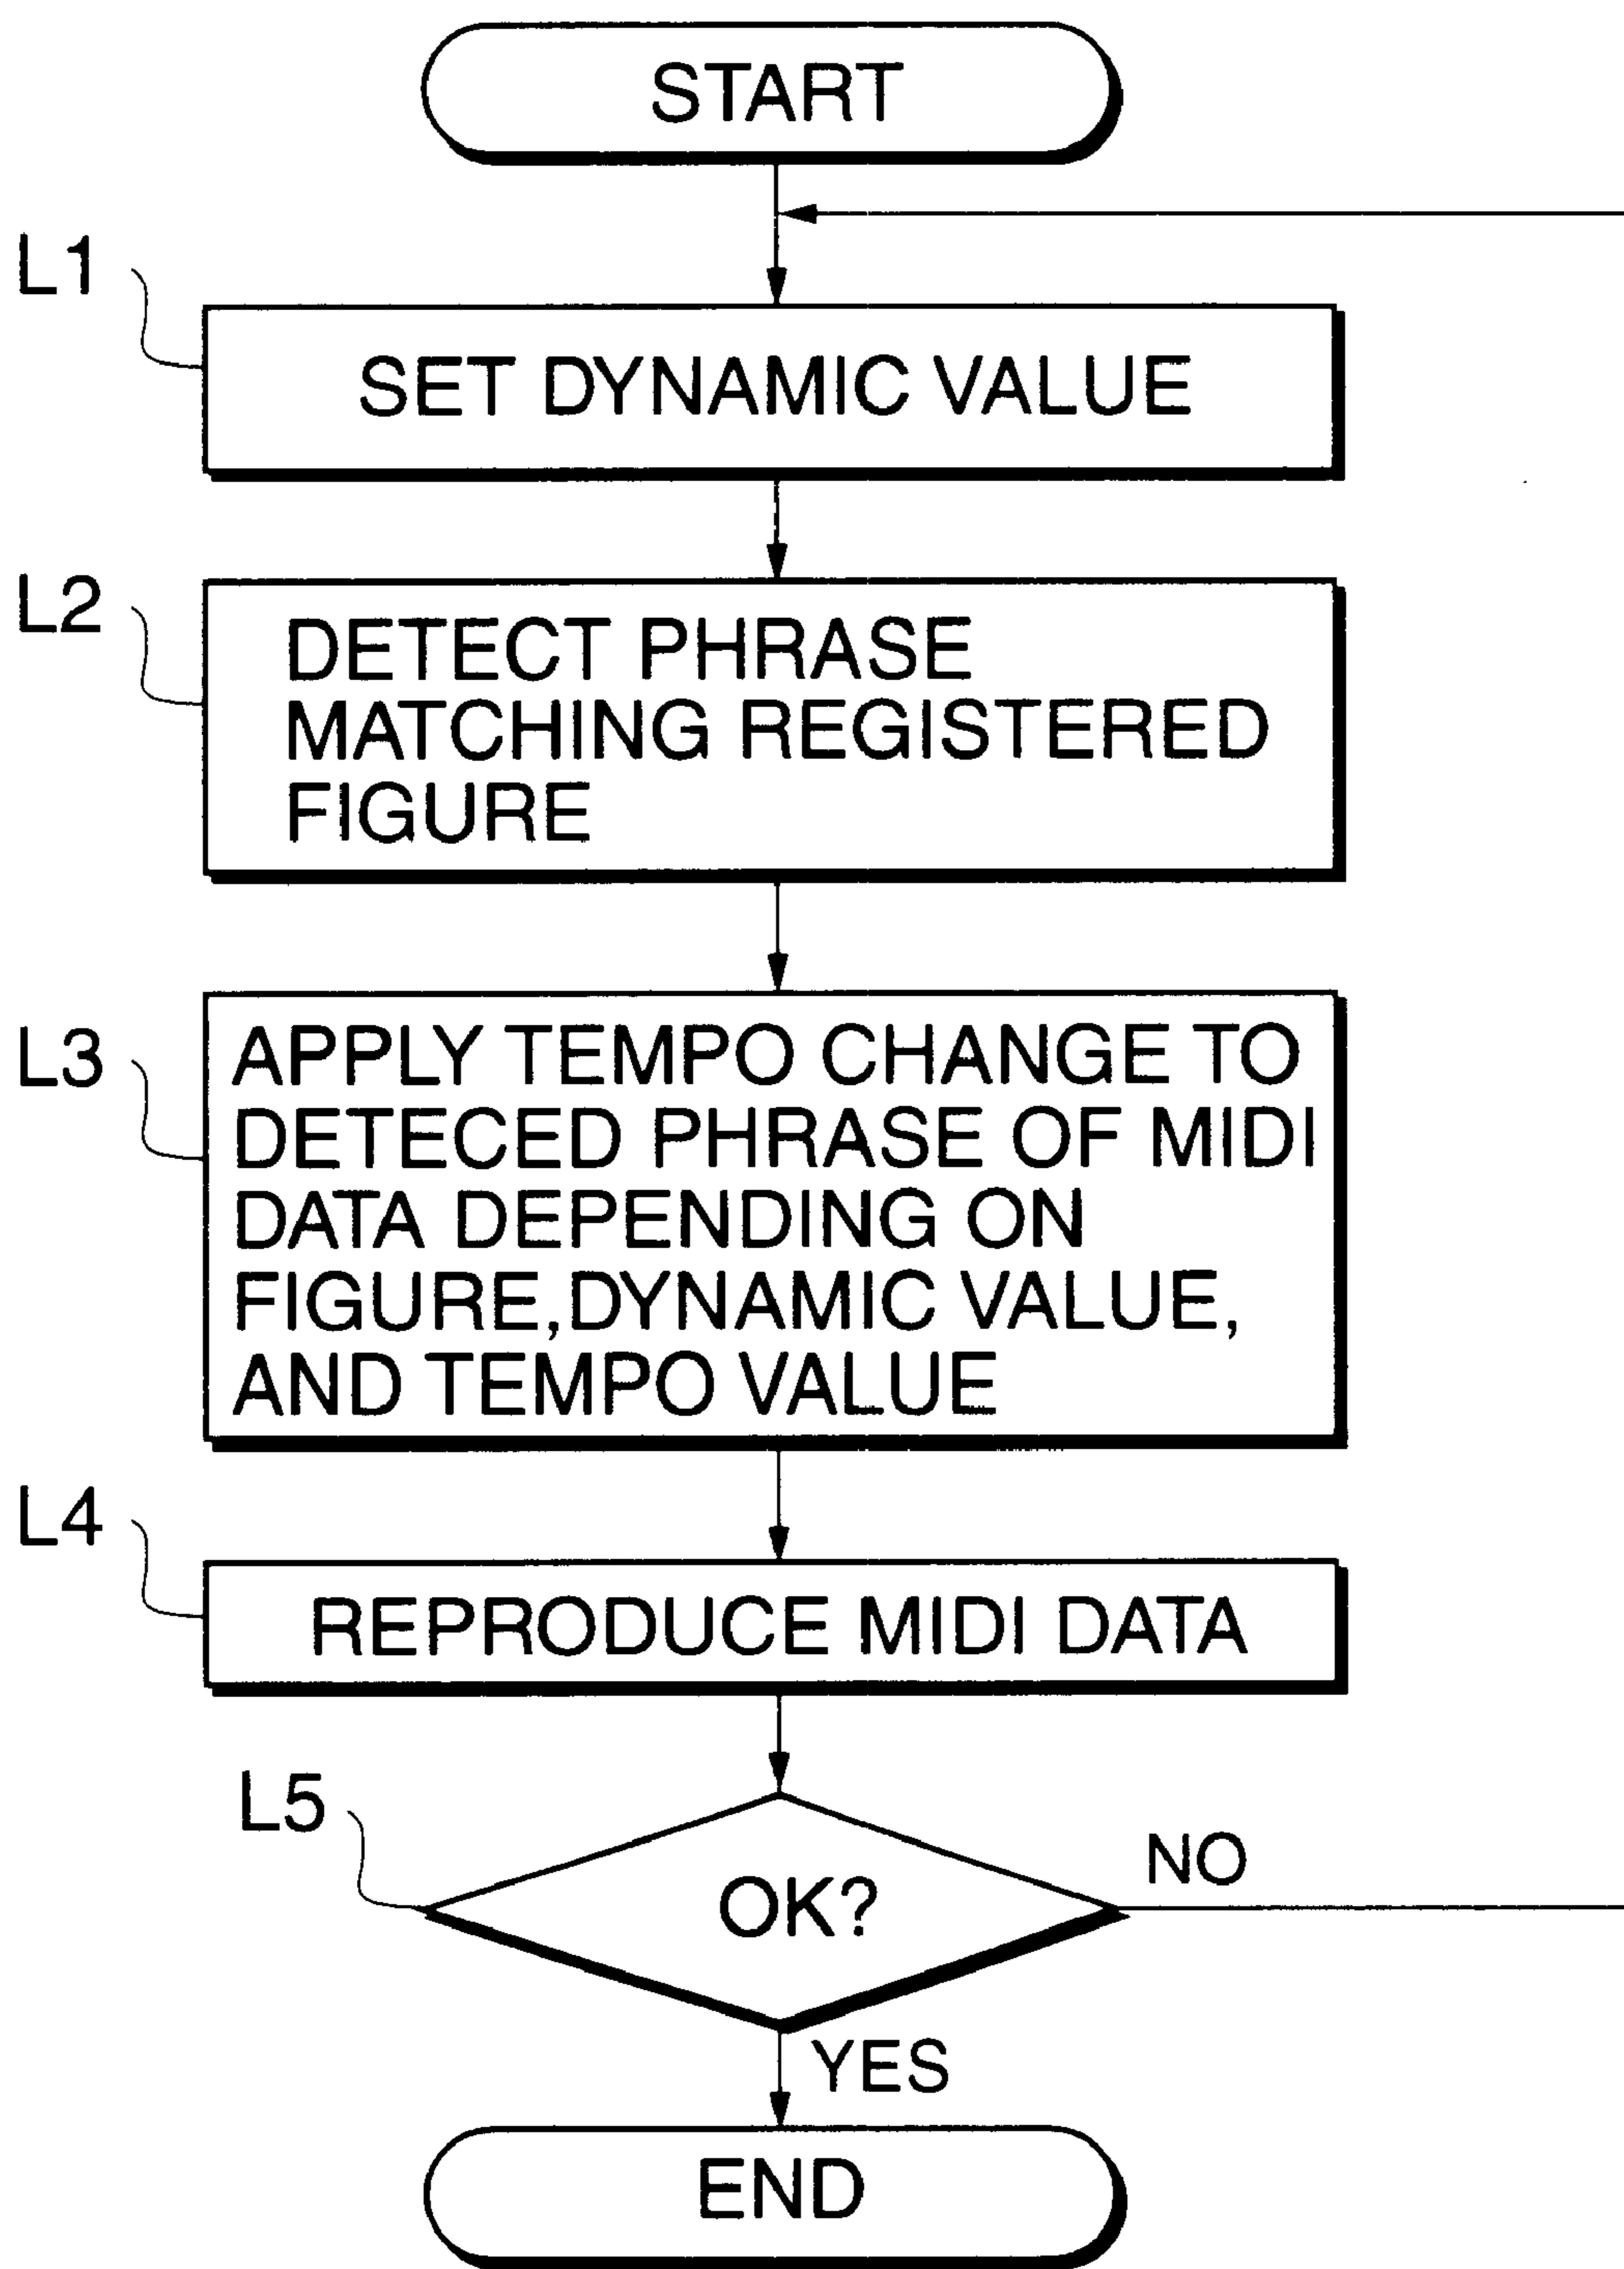 START
L1
SET DYNAMIC VALUE
L2
DETECT PHRASE
MATCHING REGISTERED
FIGURE
L3
APPLY TEMPO CHANGE TO
DETECED PHRASE OF MIDI
DATA DEPENDING ON
FIGURE,DYNAMIC VALUE,
AND TEMPO VALUE
L4
REPRODUCE MIDI DATA
L5
OK?
NO
YES
END